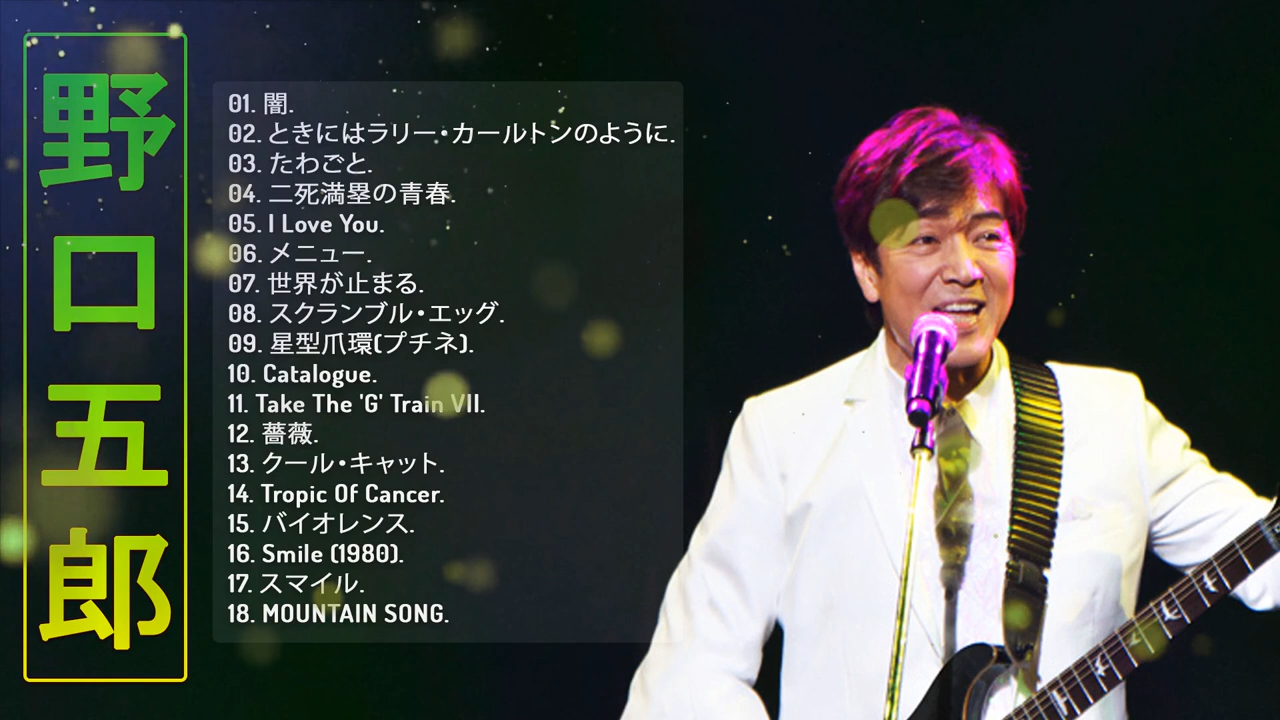 野口五郎
01. 闇.
02. ときにはラリー・カールトンのように.
03. たわごと.
04. 二死満塁の青春.
05. I Love You.
06. メニュー.
07. 世界が止まる.
08. スクランブル・エッグ.
09. 星型爪環(プチネ).
10. Catalogue.
11. Take The 'G' Train VII.
12. 薔薇.
13. クール・キャット.
14. Tropic Of Cancer.
15. バイオレンス.
16. Smile (1980).
17. スマイル.
18. MOUNTAIN SONG.